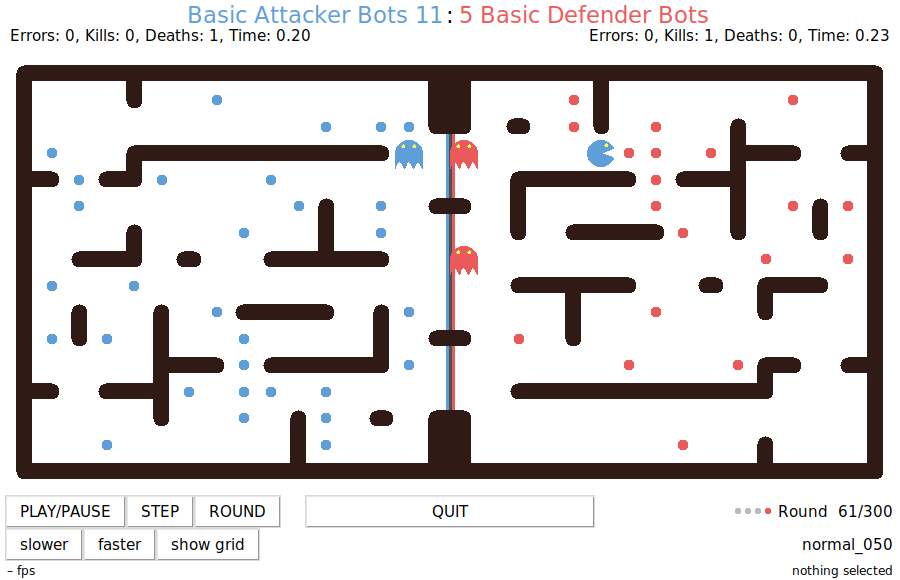 Basic Attacker Bots 11:5 Basic Defender Bots
Errors: 0, Kills: 0, Deaths: 1, Time: 0.20
Errors: 0, Kills: 1, Deaths: 0, Time: 0.23
PLAY/PAUSE
STEP
ROUND
QUIT
Round 61/300
slower
faster
show grid
normal_050
– fps
nothing selected